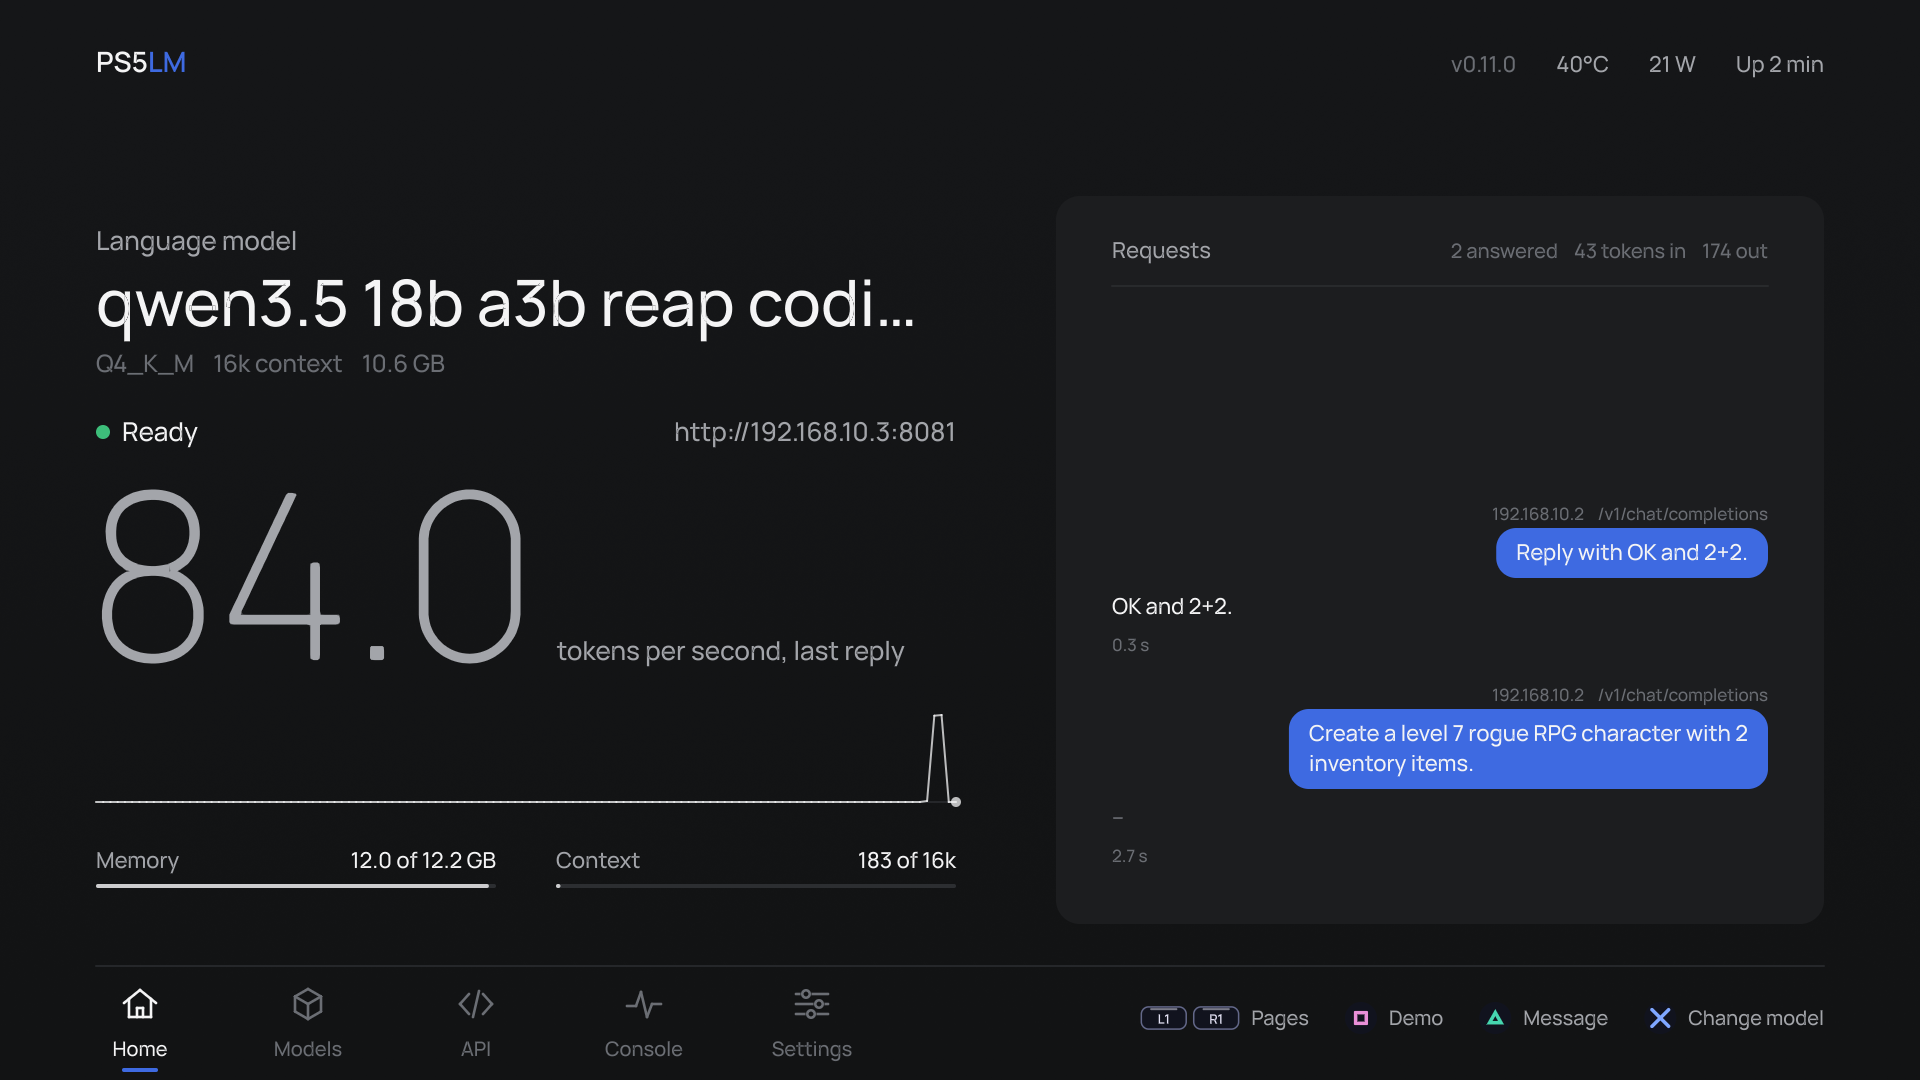 PS5LM
v0.11.0 40°C 21 W Up 2 min
Language model
qwen3.5 18b a3b reap codi...
Q4_K_M 16k context 10.6 GB
Ready
http://192.168.10.3:8081
84.0 tokens per second, last reply
Memory 12.0 of 12.2 GB
Context 183 of 16k
Requests 2 answered 43 tokens in 174 out
192.168.10.2 /v1/chat/completions
Reply with OK and 2+2.
OK and 2+2.
0.3 s
192.168.10.2 /v1/chat/completions
Create a level 7 rogue RPG character with 2
inventory items.
–
2.7 s
Home
Models
API
Console
Settings
L1 R1 Pages
Demo
Message
Change model